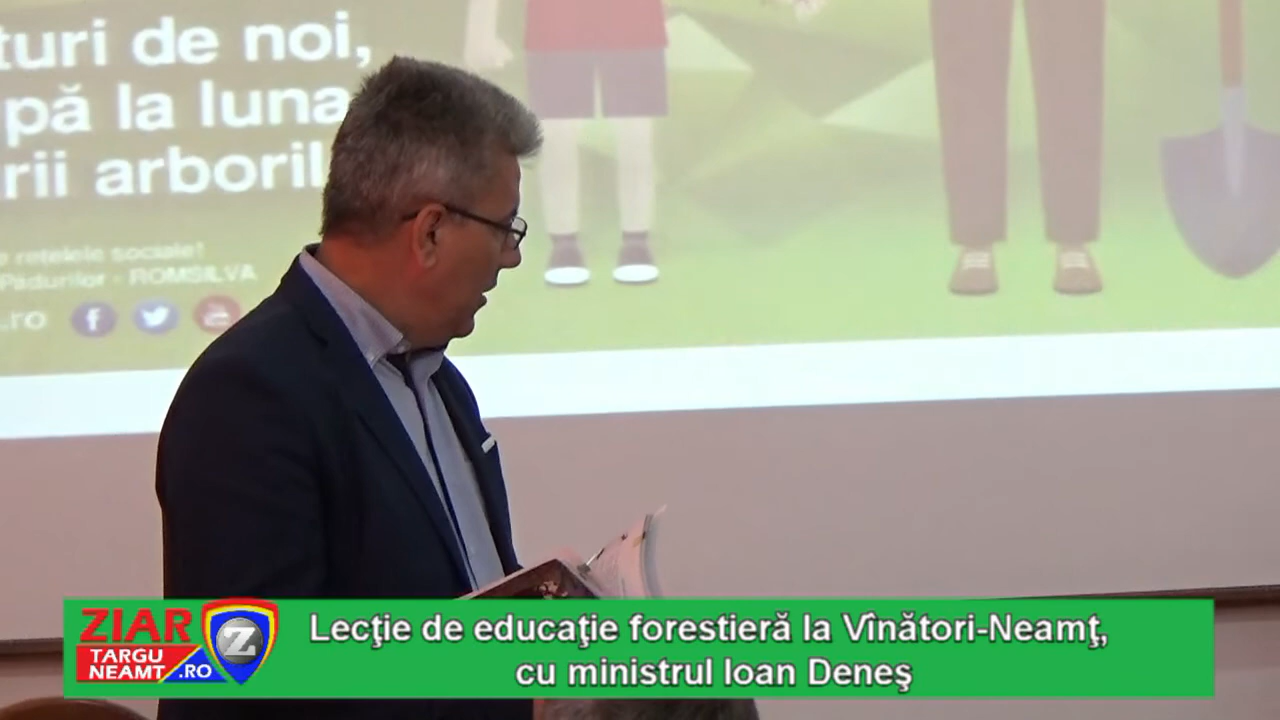 turi de noi,
pă la luna
rii arboril
rețelele sociale!
Pădurilor - ROMSILVA
.ro
ZIAR
TARGU
NEAMT .RO
Z
Lecţie de educaţie forestieră la Vînători-Neamţ,
cu ministrul Ioan Deneş